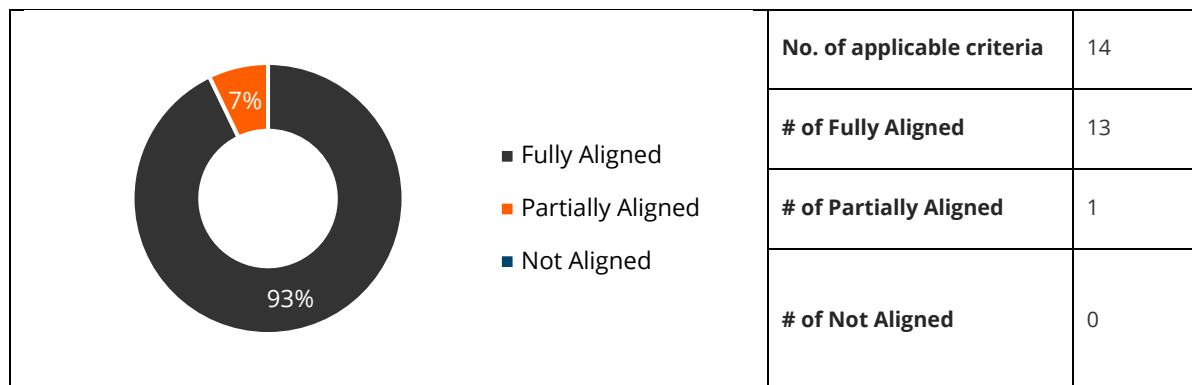 7%
93%
Fully Aligned
Partially Aligned
Not Aligned
No. of applicable criteria 14
# of Fully Aligned 13
# of Partially Aligned 1
# of Not Aligned 0